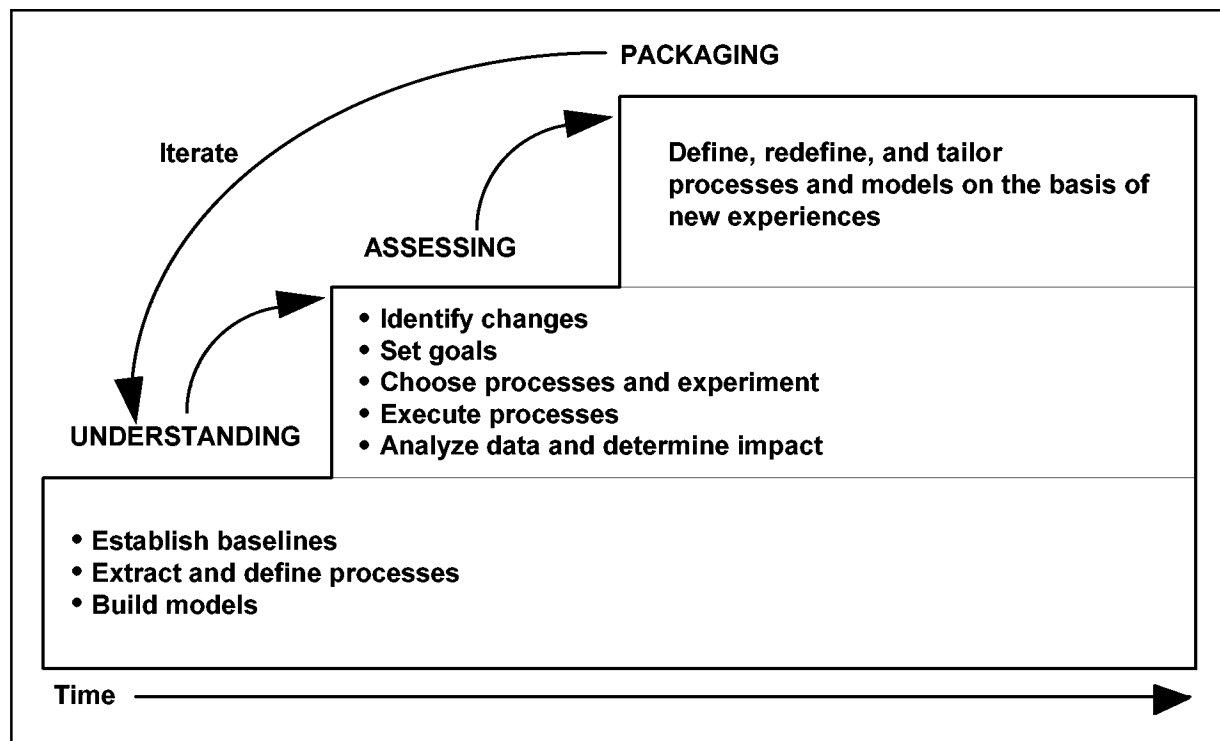 PACKAGING
Iterate
Define, redefine, and tailor
processes and models on the basis of
new experiences
ASSESSING
• Identify changes
• Set goals
• Choose processes and experiment
• Execute processes
• Analyze data and determine impact
UNDERSTANDING
• Establish baselines
• Extract and define processes
• Build models
Time